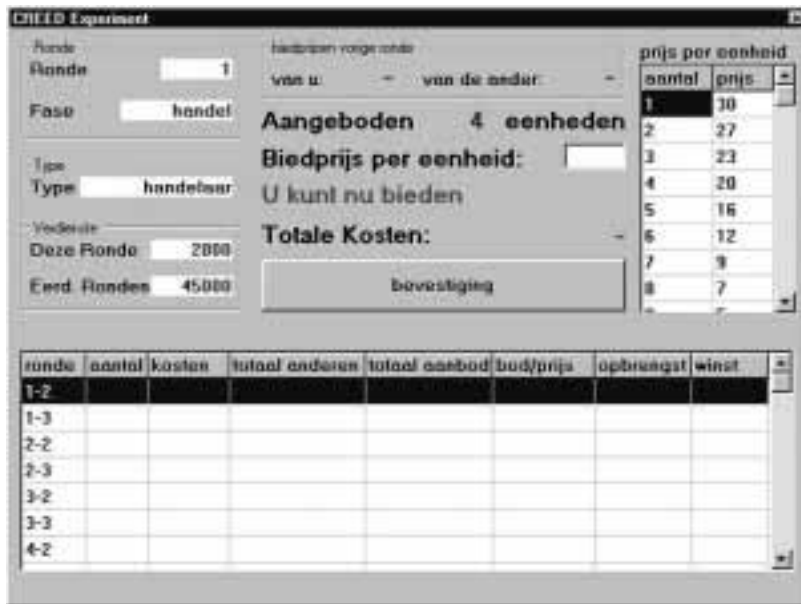 CREED Experiment
Ronde
Ronde 1
Fase handel
Type
Type handelaar
Verdienste
Deze Ronde 2000
Eerd. Ronden 45000
biedprijzen vorige ronde
van u: - van de ander: -
Aangeboden 4 eenheden
Biedprijs per eenheid:
U kunt nu bieden
Totale Kosten: -
bevestiging
prijs per eenheid
aantal prijs
1 30
2 27
3 23
4 20
5 16
6 12
7 9
8 7
ronde aantal kosten totaal anderen totaal aanbod bod/prijs opbrengst winst
1-2
1-3
2-2
2-3
3-2
3-3
4-2